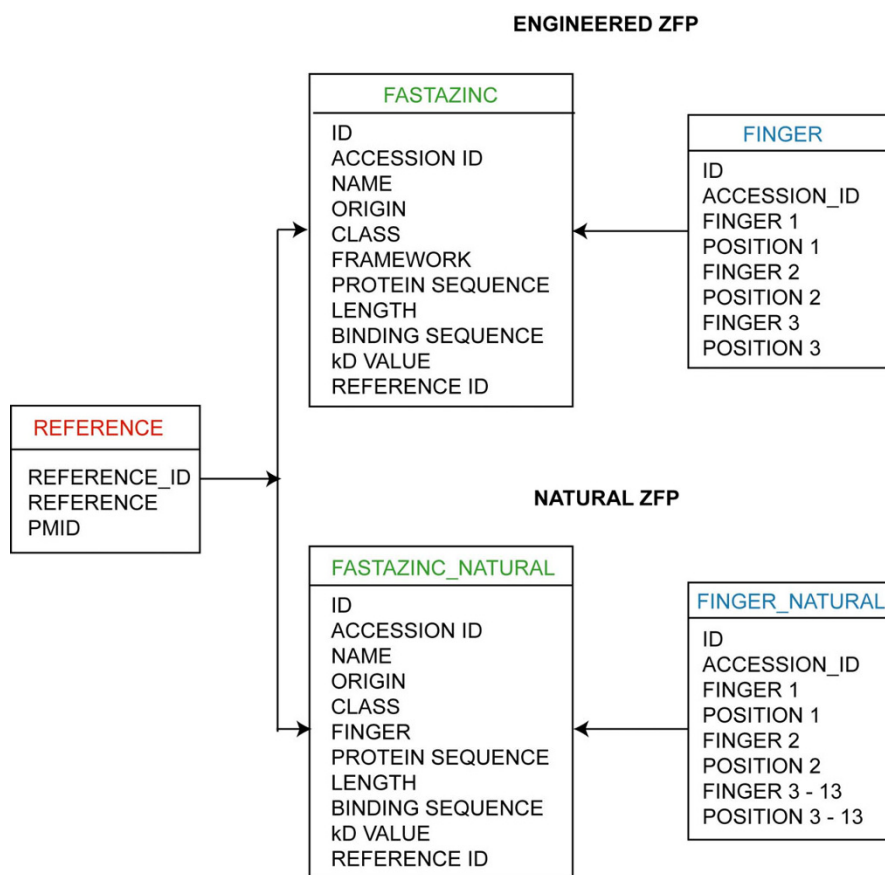 ENGINEERED ZFP
FASTAZINC
ID
ACCESSION ID
NAME
ORIGIN
CLASS
FRAMEWORK
PROTEIN SEQUENCE
LENGTH
BINDING SEQUENCE
kD VALUE
REFERENCE ID
FINGER
ID
ACCESSION_ID
FINGER 1
POSITION 1
FINGER 2
POSITION 2
FINGER 3
POSITION 3
REFERENCE
REFERENCE_ID
REFERENCE
PMID
NATURAL ZFP
FASTAZINC_NATURAL
ID
ACCESSION ID
NAME
ORIGIN
CLASS
FINGER
PROTEIN SEQUENCE
LENGTH
BINDING SEQUENCE
kD VALUE
REFERENCE ID
FINGER_NATURAL
ID
ACCESSION_ID
FINGER 1
POSITION 1
FINGER 2
POSITION 2
FINGER 3 - 13
POSITION 3 - 13